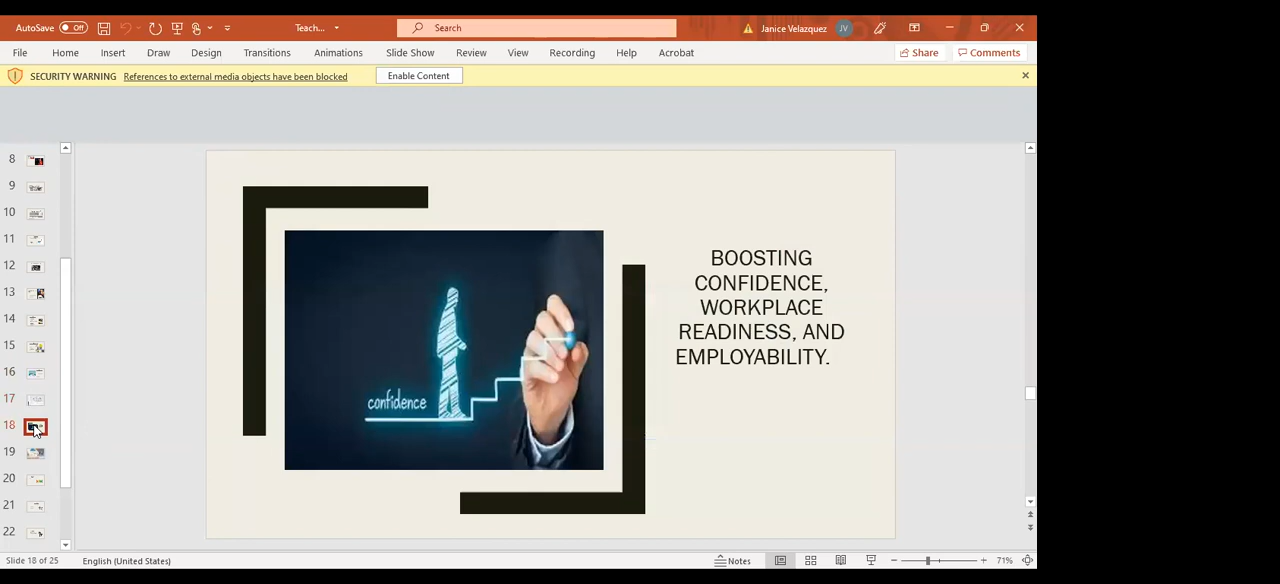 AutoSave Off Teach... Search Janice Velazquez JV
File Home Insert Draw Design Transitions Animations Slide Show Review View Recording Help Acrobat Share Comments
SECURITY WARNING References to external media objects have been blocked Enable Content
8
9
10
11
12
13
14
15
16
17
18
19
20
21
22
confidence
BOOSTING
CONFIDENCE,
WORKPLACE
READINESS, AND
EMPLOYABILITY.
Slide 18 of 25 English (United States) Notes 71%